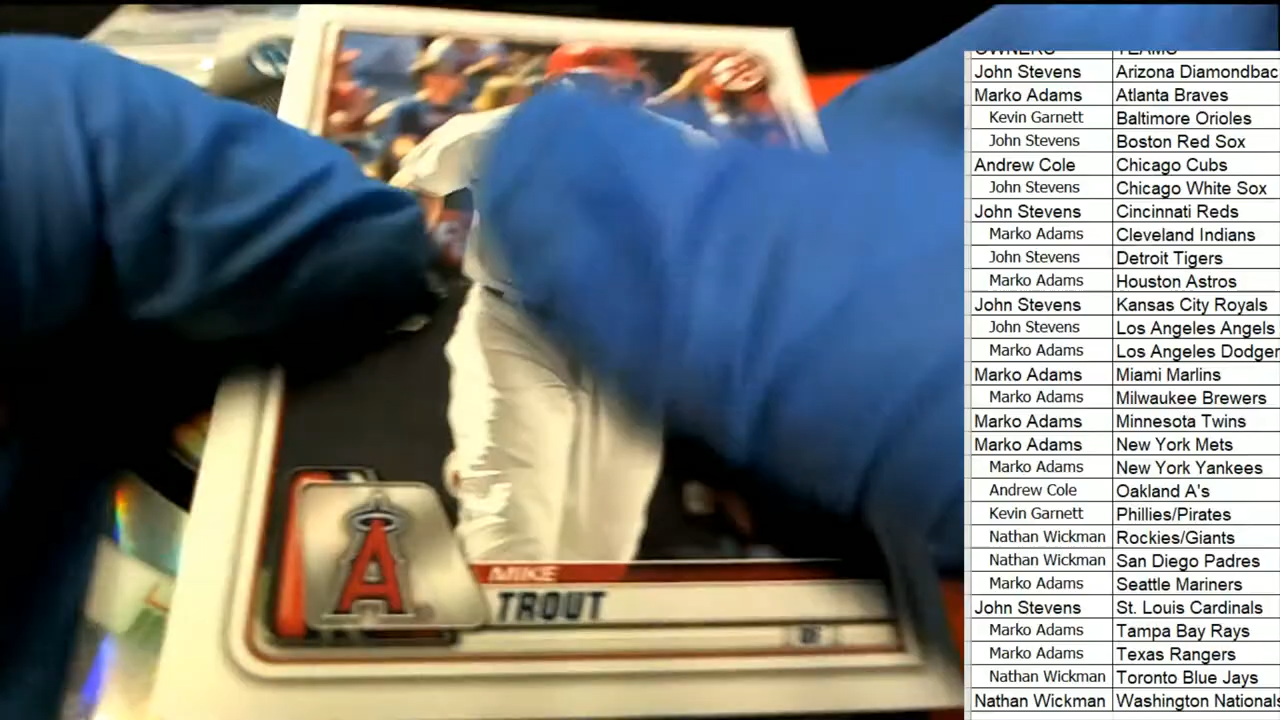 MIKE
TROUT
A
OWNERS TEAMS
John Stevens Arizona Diamondbac
Marko Adams Atlanta Braves
Kevin Garnett Baltimore Orioles
John Stevens Boston Red Sox
Andrew Cole Chicago Cubs
John Stevens Chicago White Sox
John Stevens Cincinnati Reds
Marko Adams Cleveland Indians
John Stevens Detroit Tigers
Marko Adams Houston Astros
John Stevens Kansas City Royals
John Stevens Los Angeles Angels
Marko Adams Los Angeles Dodger
Marko Adams Miami Marlins
Marko Adams Milwaukee Brewers
Marko Adams Minnesota Twins
Marko Adams New York Mets
Marko Adams New York Yankees
Andrew Cole Oakland A's
Kevin Garnett Phillies/Pirates
Nathan Wickman Rockies/Giants
Nathan Wickman San Diego Padres
Marko Adams Seattle Mariners
John Stevens St. Louis Cardinals
Marko Adams Tampa Bay Rays
Marko Adams Texas Rangers
Nathan Wickman Toronto Blue Jays
Nathan Wickman Washington Nationals